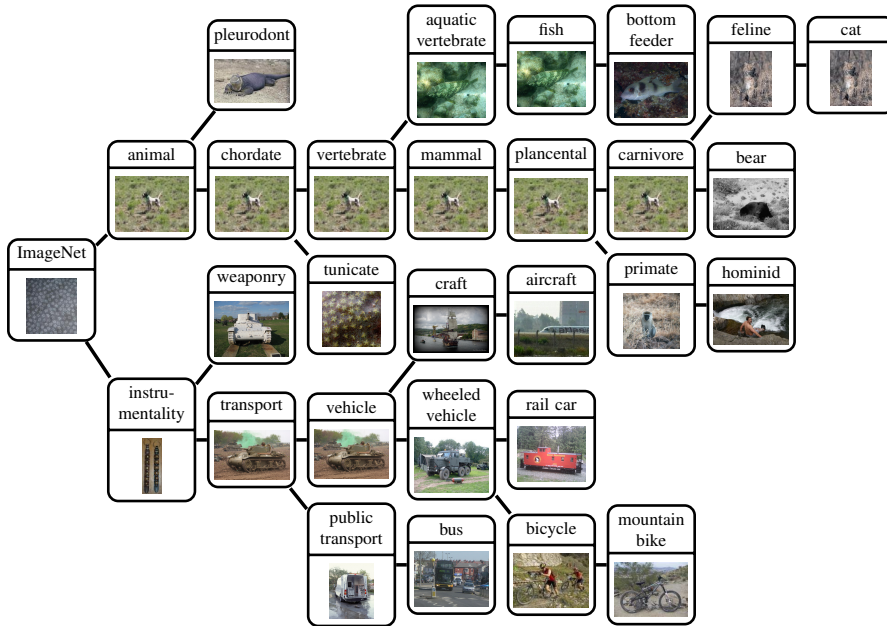 pleurodont
aquatic
vertebrate
fish
bottom
feeder
feline
cat
animal
chordate
vertebrate
mammal
plancental
carnivore
bear
ImageNet
weaponry
tunicate
craft
aircraft
primate
hominid
instru-
mentality
transport
vehicle
wheeled
vehicle
rail car
public
transport
bus
bicycle
mountain
bike